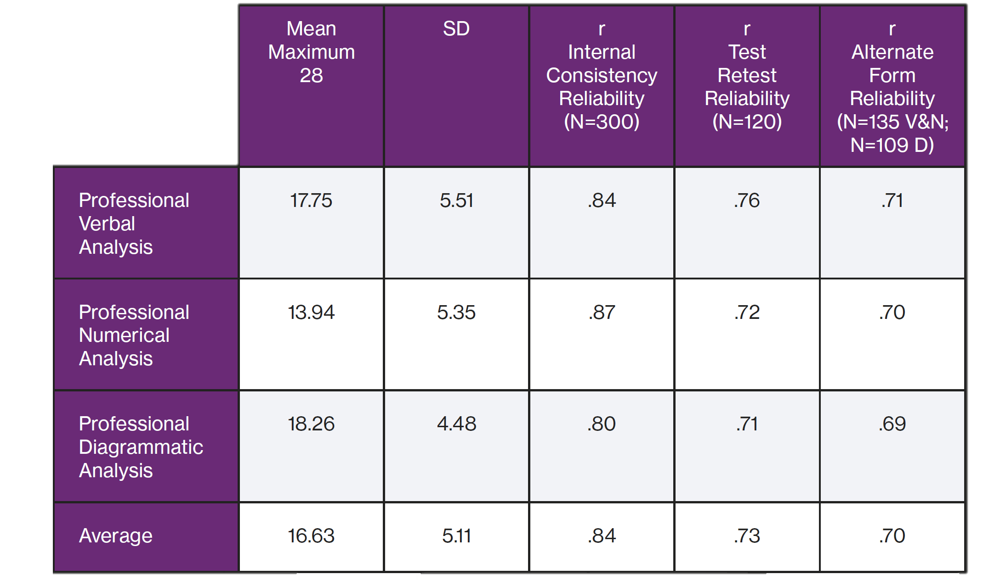 Mean
Maximum
28
SD
r
Internal
Consistency
Reliability
(N=300)
r
Test
Retest
Reliability
(N=120)
r
Alternate
Form
Reliability
(N=135 V&N;
N=109 D)
Professional
Verbal
Analysis
17.75
5.51
.84
.76
.71
Professional
Numerical
Analysis
13.94
5.35
.87
.72
.70
Professional
Diagrammatic
Analysis
18.26
4.48
.80
.71
.69
Average
16.63
5.11
.84
.73
.70